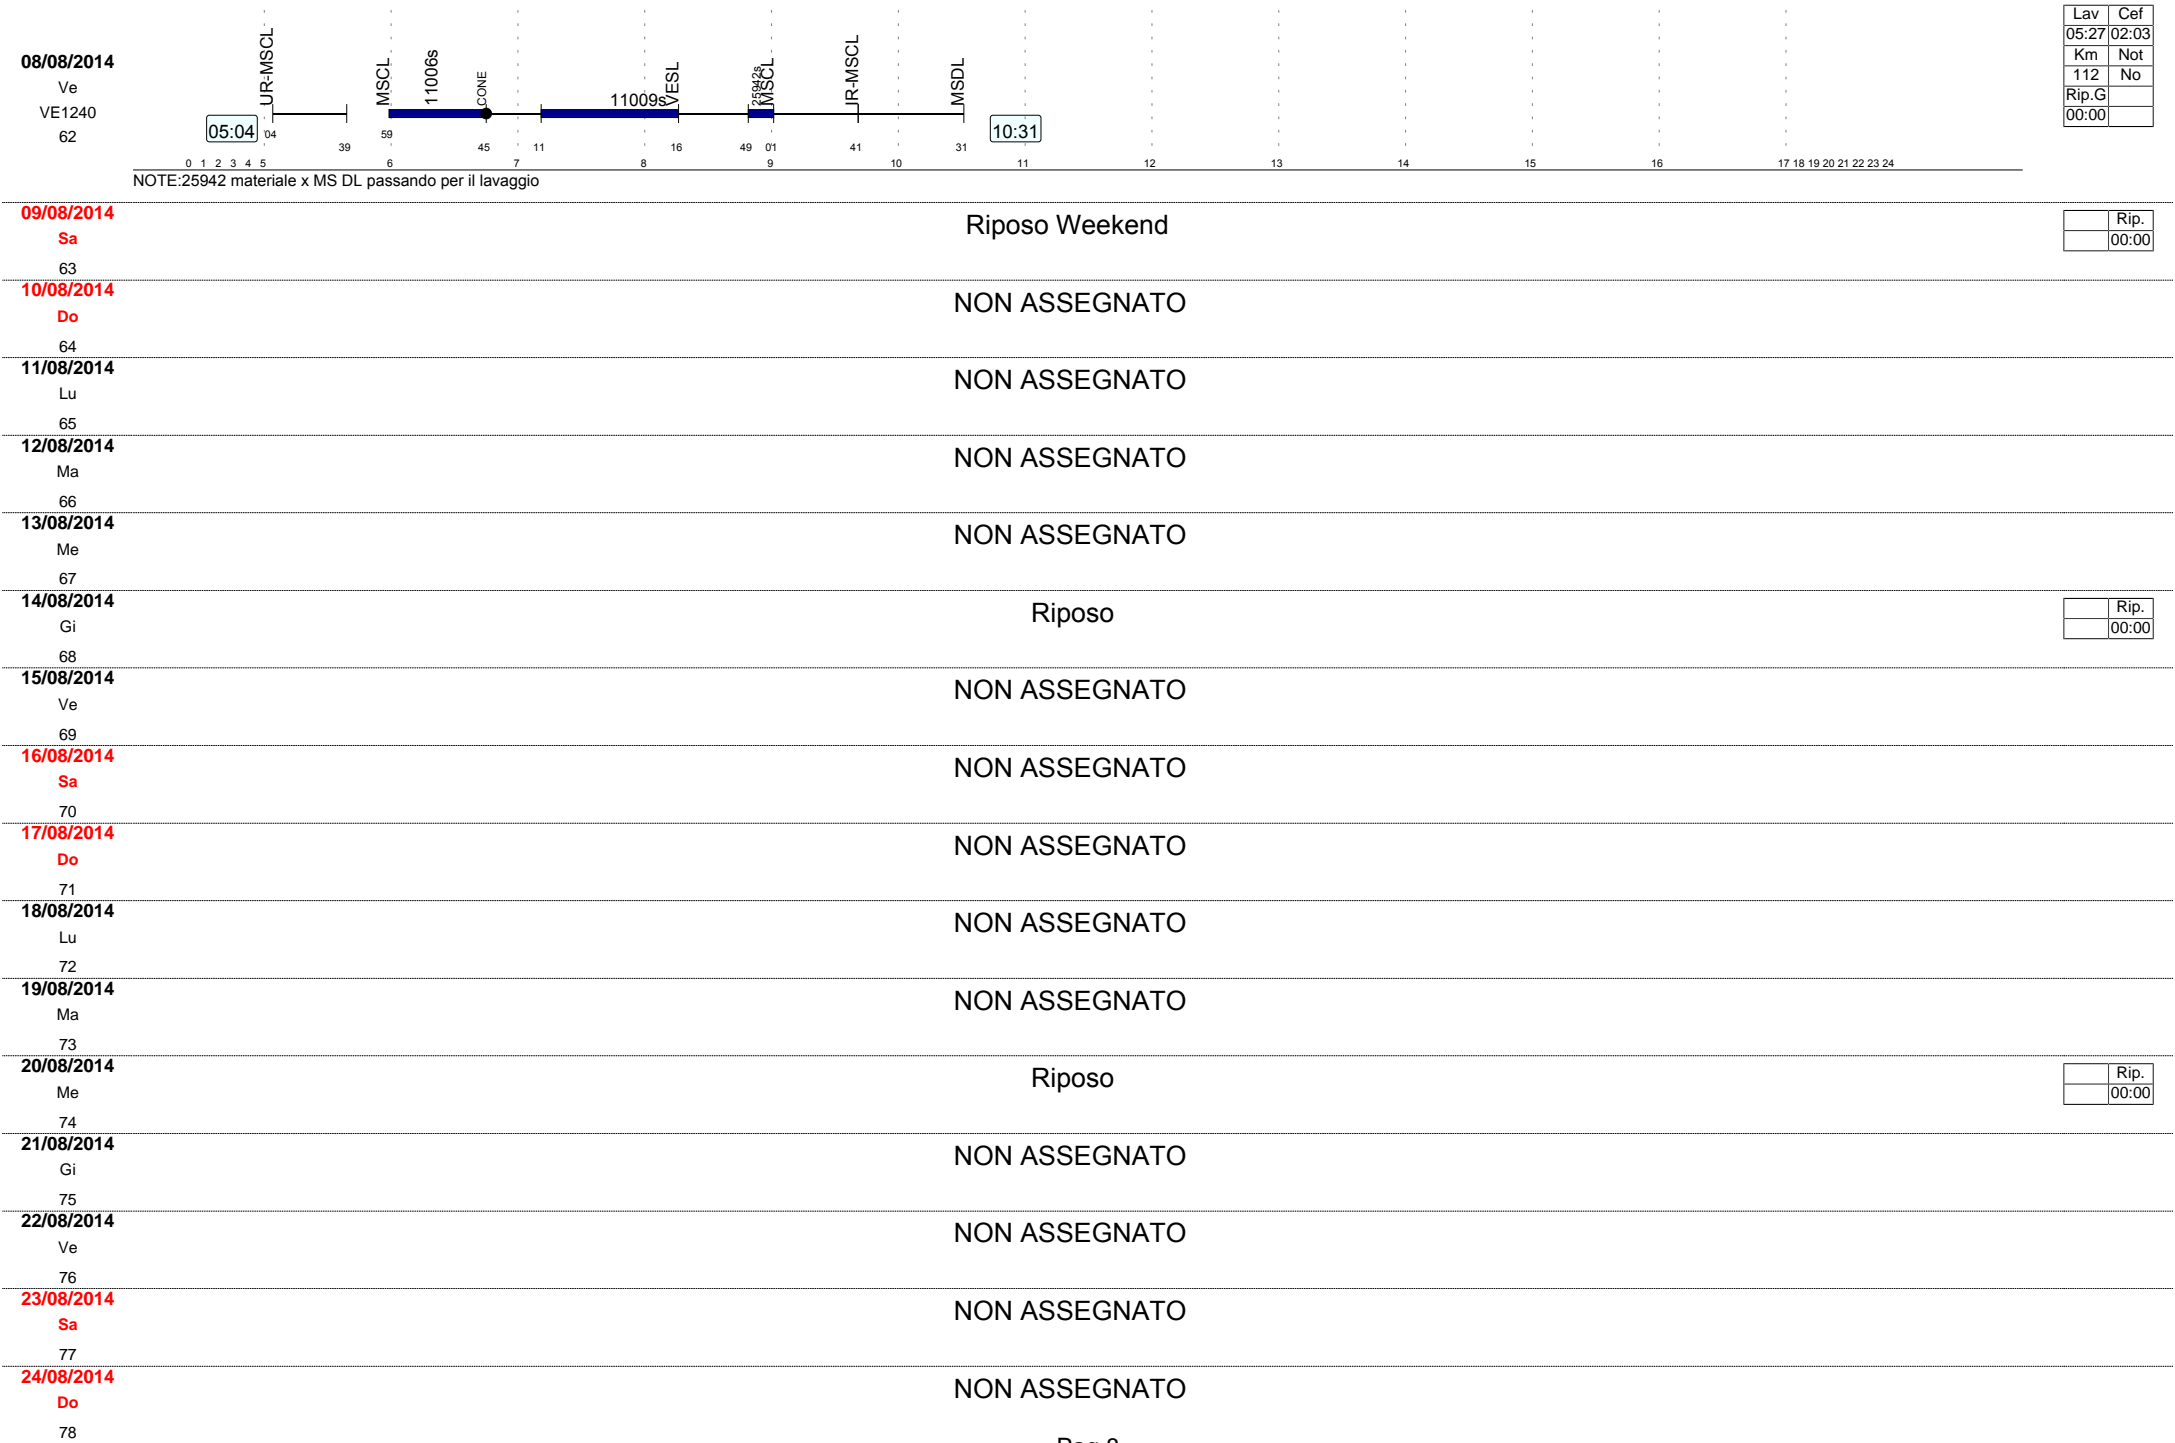 08/08/2014
Ve
VE1240
62
UR-MSCL
MSCL
11006s
CONE
11009s
VESL
25942s
MSCL
IR-MSCL
MSDL
05:04
04
39
59
45
11
16
49
01
41
31
10:31
0 1 2 3 4 5 6 7 8 9 10 11 12 13 14 15 16 17 18 19 20 21 22 23 24
NOTE:25942 materiale x MS DL passando per il lavaggio
Lav Cef
05:27 02:03
Km Not
112 No
Rip.G
00:00
09/08/2014
Sa
63
Riposo Weekend
Rip.
00:00
10/08/2014
Do
64
NON ASSEGNATO
11/08/2014
Lu
65
NON ASSEGNATO
12/08/2014
Ma
66
NON ASSEGNATO
13/08/2014
Me
67
NON ASSEGNATO
14/08/2014
Gi
68
Riposo
Rip.
00:00
15/08/2014
Ve
69
NON ASSEGNATO
16/08/2014
Sa
70
NON ASSEGNATO
17/08/2014
Do
71
NON ASSEGNATO
18/08/2014
Lu
72
NON ASSEGNATO
19/08/2014
Ma
73
NON ASSEGNATO
20/08/2014
Me
74
Riposo
Rip.
00:00
21/08/2014
Gi
75
NON ASSEGNATO
22/08/2014
Ve
76
NON ASSEGNATO
23/08/2014
Sa
77
NON ASSEGNATO
24/08/2014
Do
78
NON ASSEGNATO